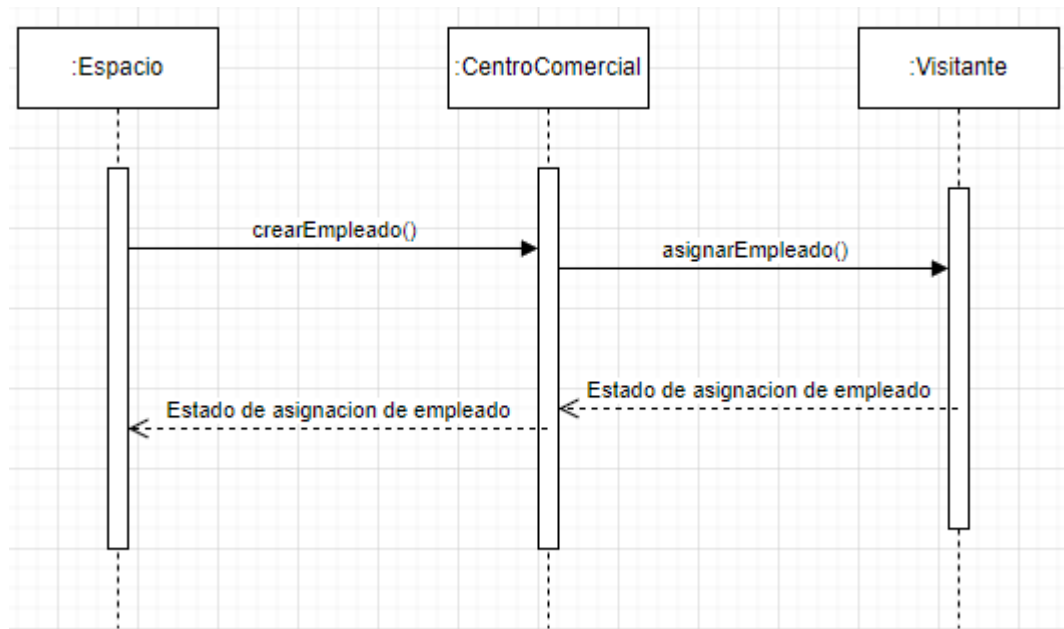 :Espacio
:CentroComercial
:Visitante
crearEmpleado()
asignarEmpleado()
Estado de asignacion de empleado
Estado de asignacion de empleado